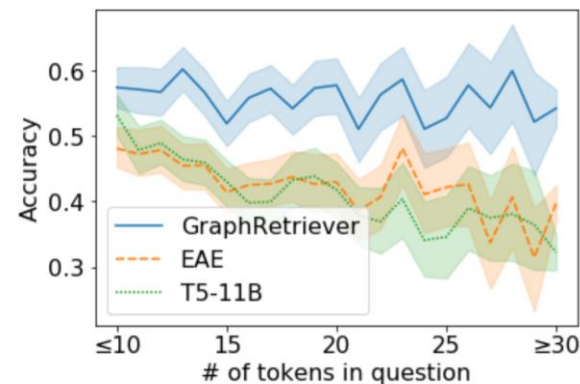 0.6
0.5
0.4
0.3
Accuracy
GraphRetriever
EAE
T5-11B
≤10 15 20 25 ≥30
# of tokens in question